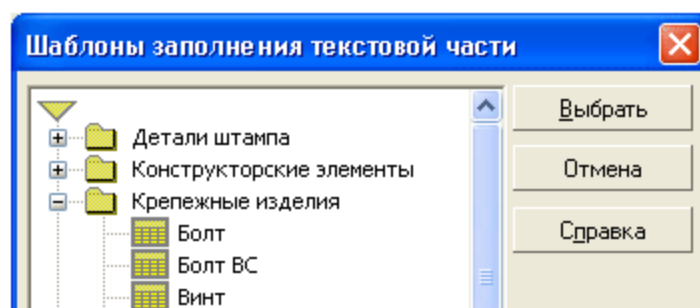 Шаблоны заполнения текстовой части
Выбрать
Детали штампа
Конструкторские элементы
Отмена
Крепежные изделия
Болт
Справка
Болт ВС
Винт